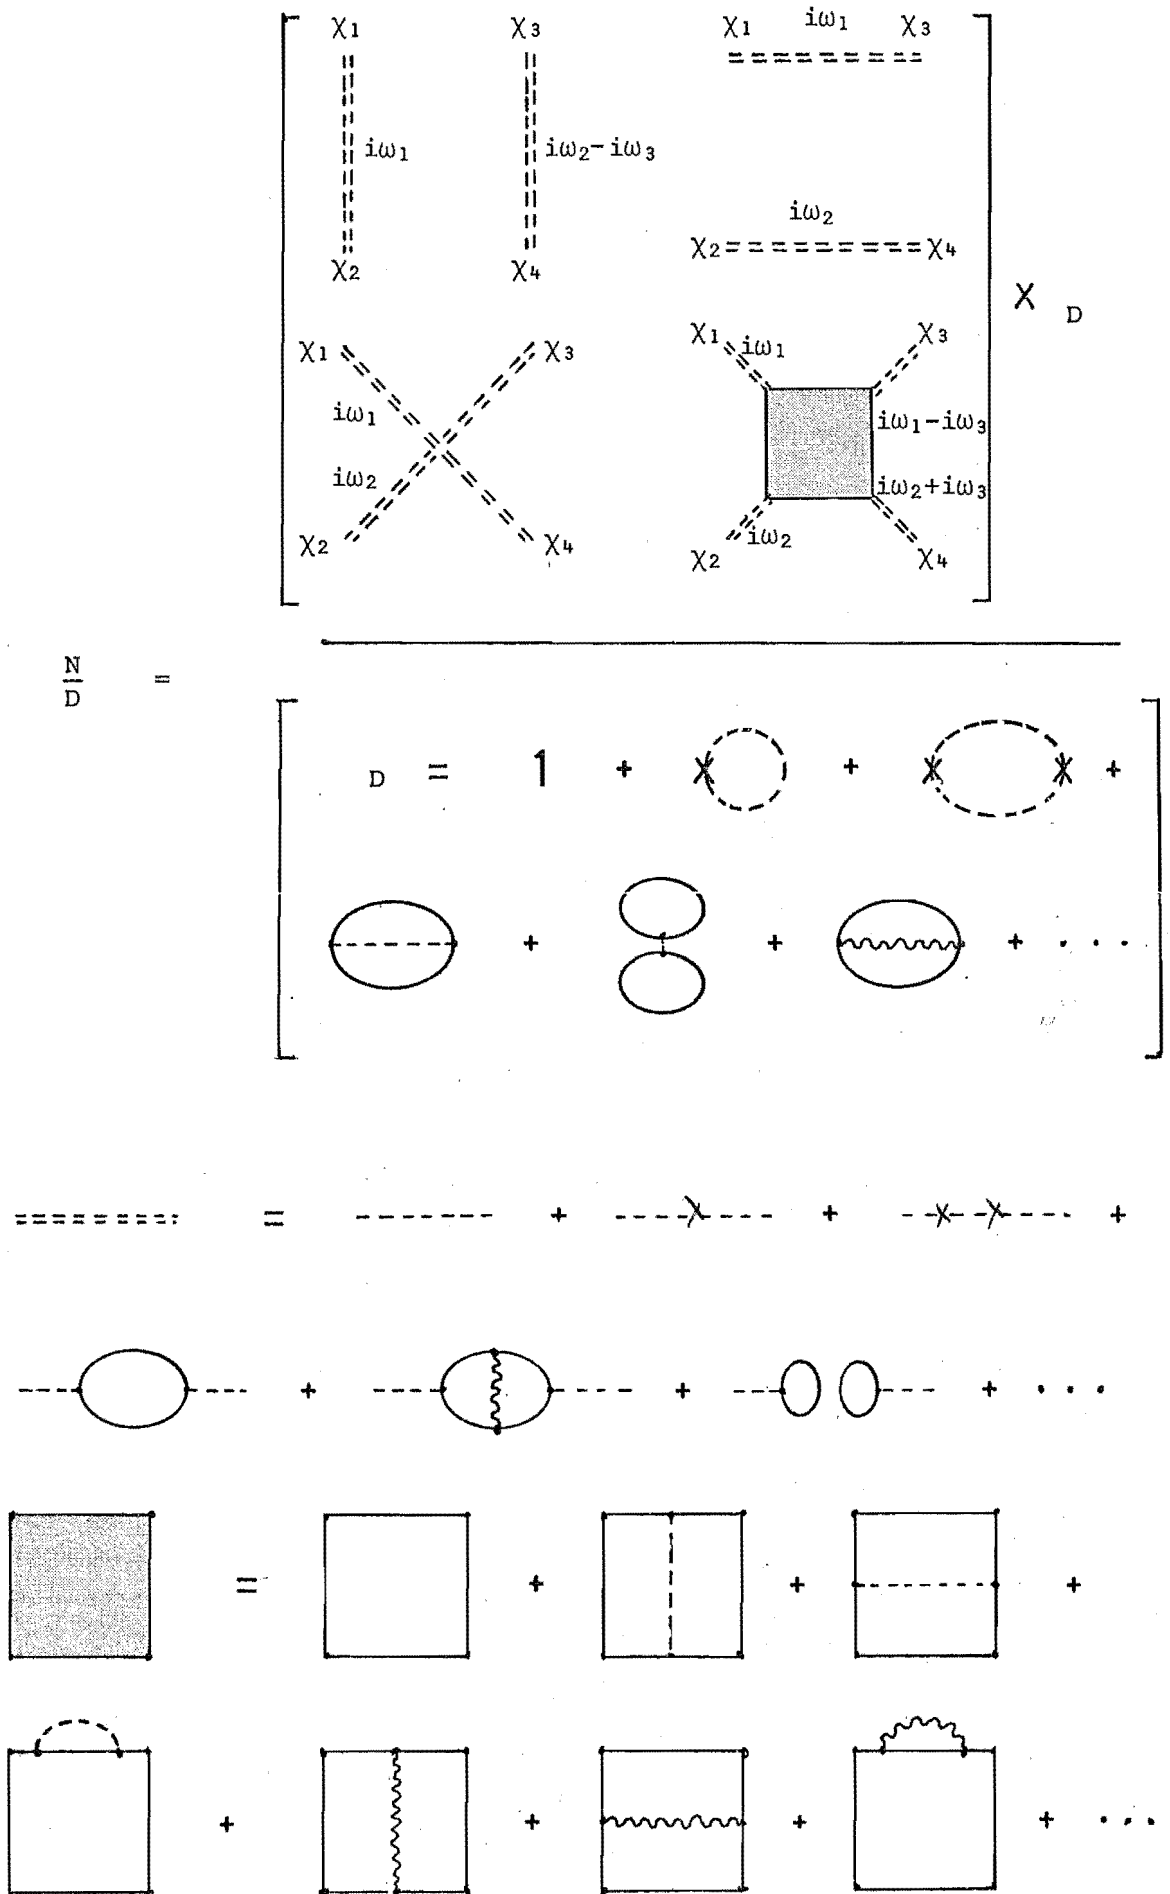 χ1 χ3 χ1 iω1 χ3
iω1 iω2-iω3
iω2
χ2 χ4
χ2 χ4
χ1 χ3 χ1 iω1 χ3
X D
iω1 iω1-iω3
iω2 iω2+iω3
χ2 χ4 iω2
χ2 χ4
N
D
=
D = 1 + + +
+ + + · · ·
= + + +
+ + + · · ·
= + + +
+ + + + · · ·